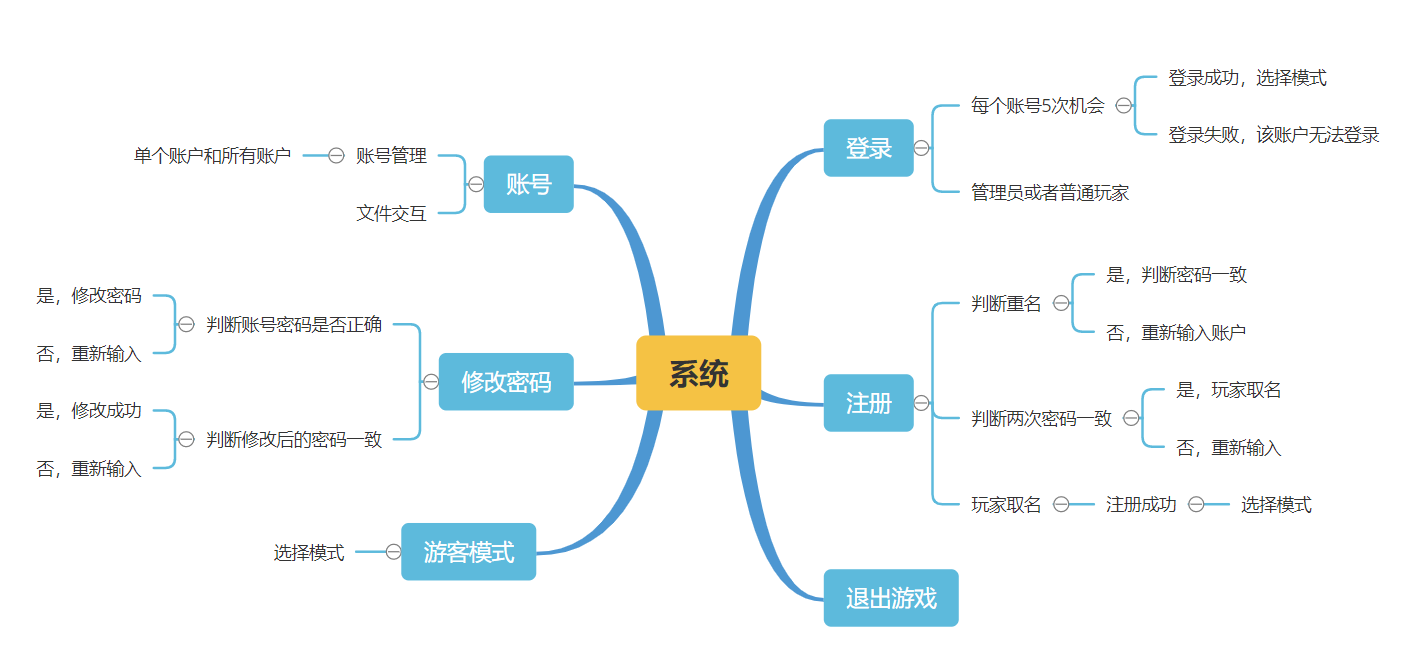 系统
登录
每个账号5次机会
登录成功，选择模式
登录失败，该账户无法登录
管理员或者普通玩家
注册
判断重名
是，判断密码一致
否，重新输入账户
判断两次密码一致
是，玩家取名
否，重新输入
玩家取名
注册成功
选择模式
退出游戏
账号
账号管理
单个账户和所有账户
文件交互
修改密码
判断账号密码是否正确
是，修改密码
否，重新输入
判断修改后的密码一致
是，修改成功
否，重新输入
游客模式
选择模式